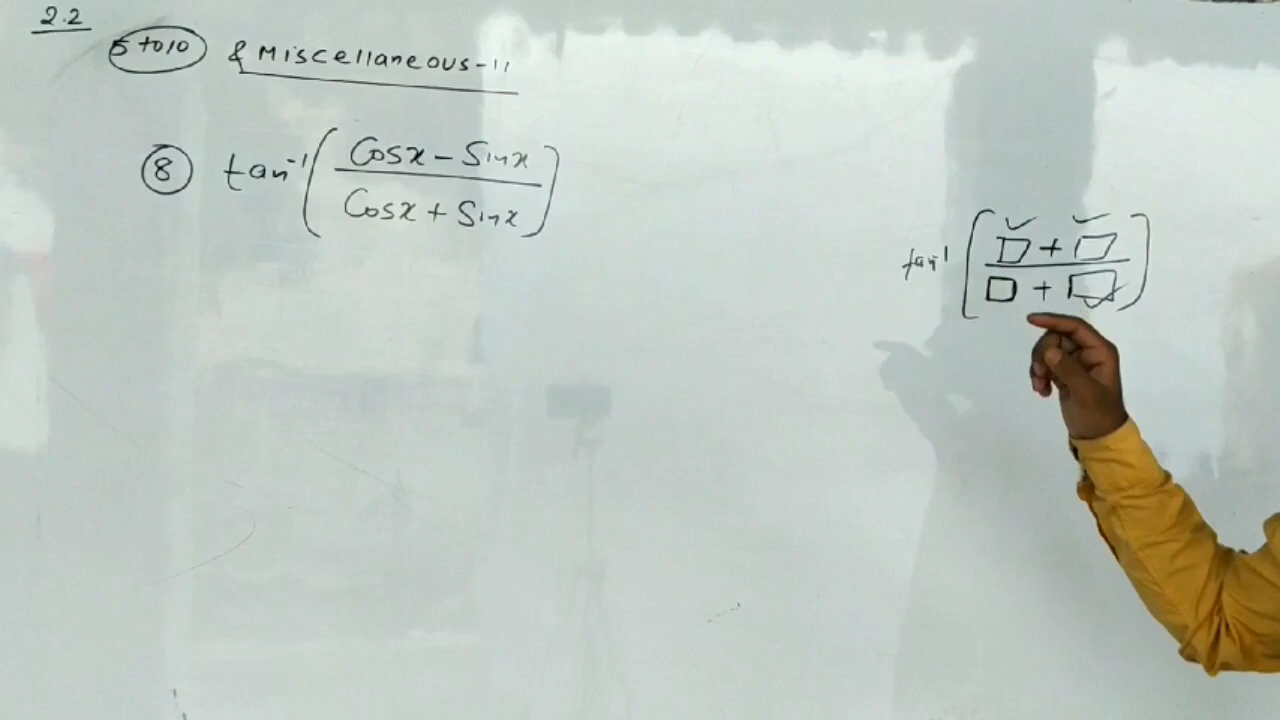 2.2
5 to 10 & Miscellaneous-11
8 tan⁻¹(
Cosx - Sinx
Cosx + Sinx
)
tan⁻¹(
□ + □
□ + □
)